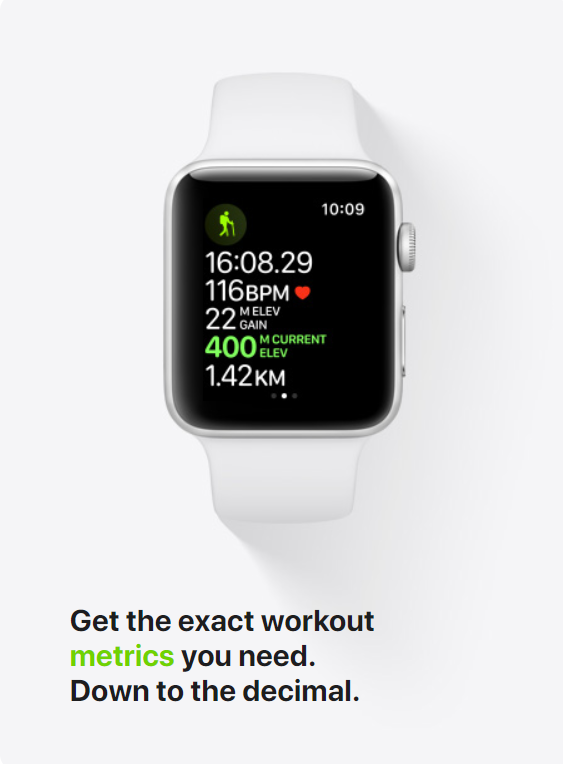 10:09
16:08.29
116BPM
22 M ELEV
GAIN
400 M CURRENT
ELEV
1.42KM
Get the exact workout
metrics you need.
Down to the decimal.